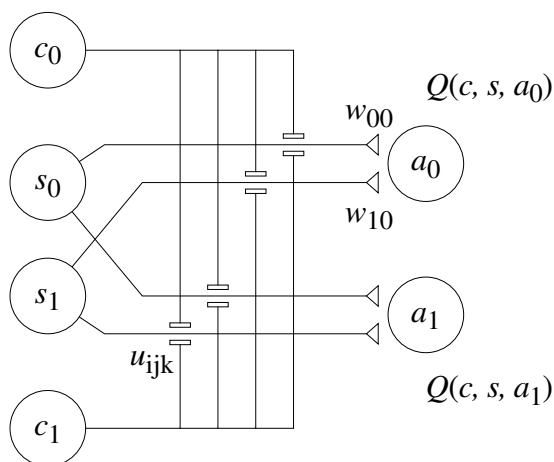 c0
Q(c, s, a0)
w00
s0
a0
w10
s1
a1
uijk
Q(c, s, a1)
c1